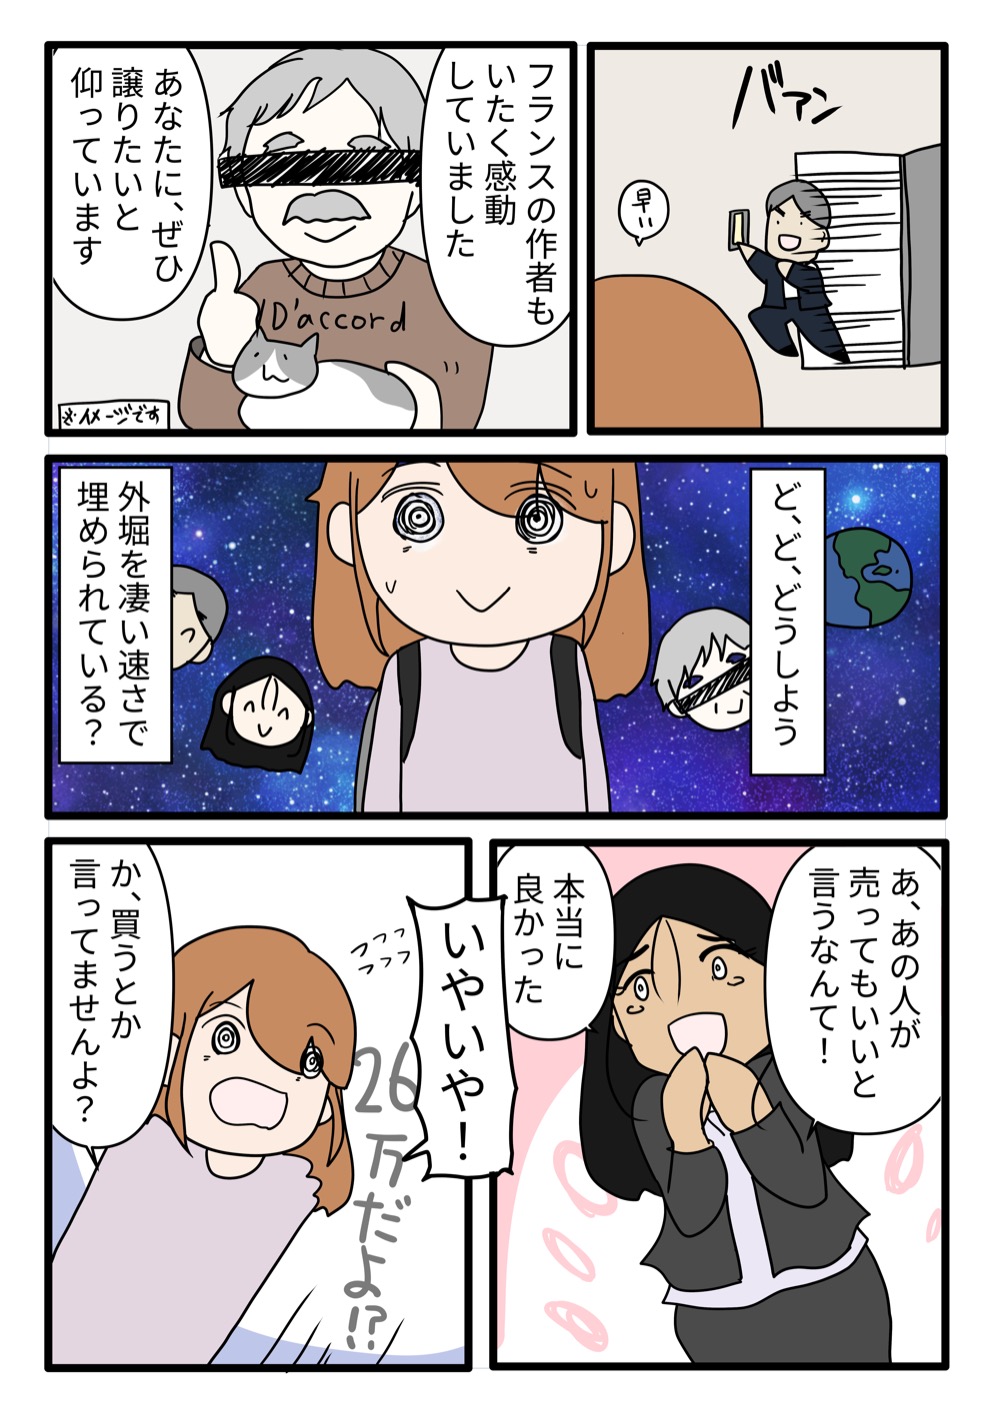 バァン
早い
フランスの作者も
いたく感動
していました
あなたに、ぜひ
譲りたいと
仰っています
D'accord
※イメージです
ど、ど、どうしよう
外堀を凄い速さで
埋められている？
あ、あの人が
売ってもいいと
言うなんて！
本当に
良かった
いやいや！
フラフラ
フラフラ
か、買うとか
言ってませんよ？
26万だよ!?